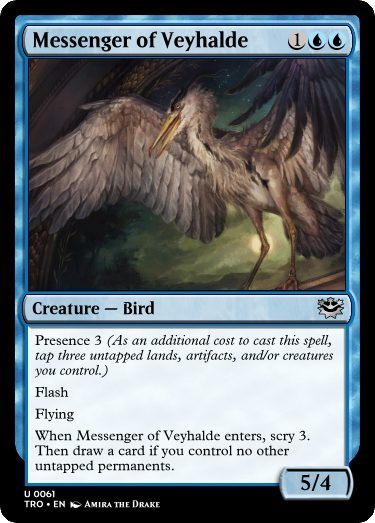 Messenger of Veyhalde 1UU
Creature — Bird
Presence 3 (As an additional cost to cast this spell,
tap three untapped lands, artifacts, and/or creatures
you control.)
Flash
Flying
When Messenger of Veyhalde enters, scry 3.
Then draw a card if you control no other
untapped permanents.
5/4
U 0061
TRO • EN Amira the Drake